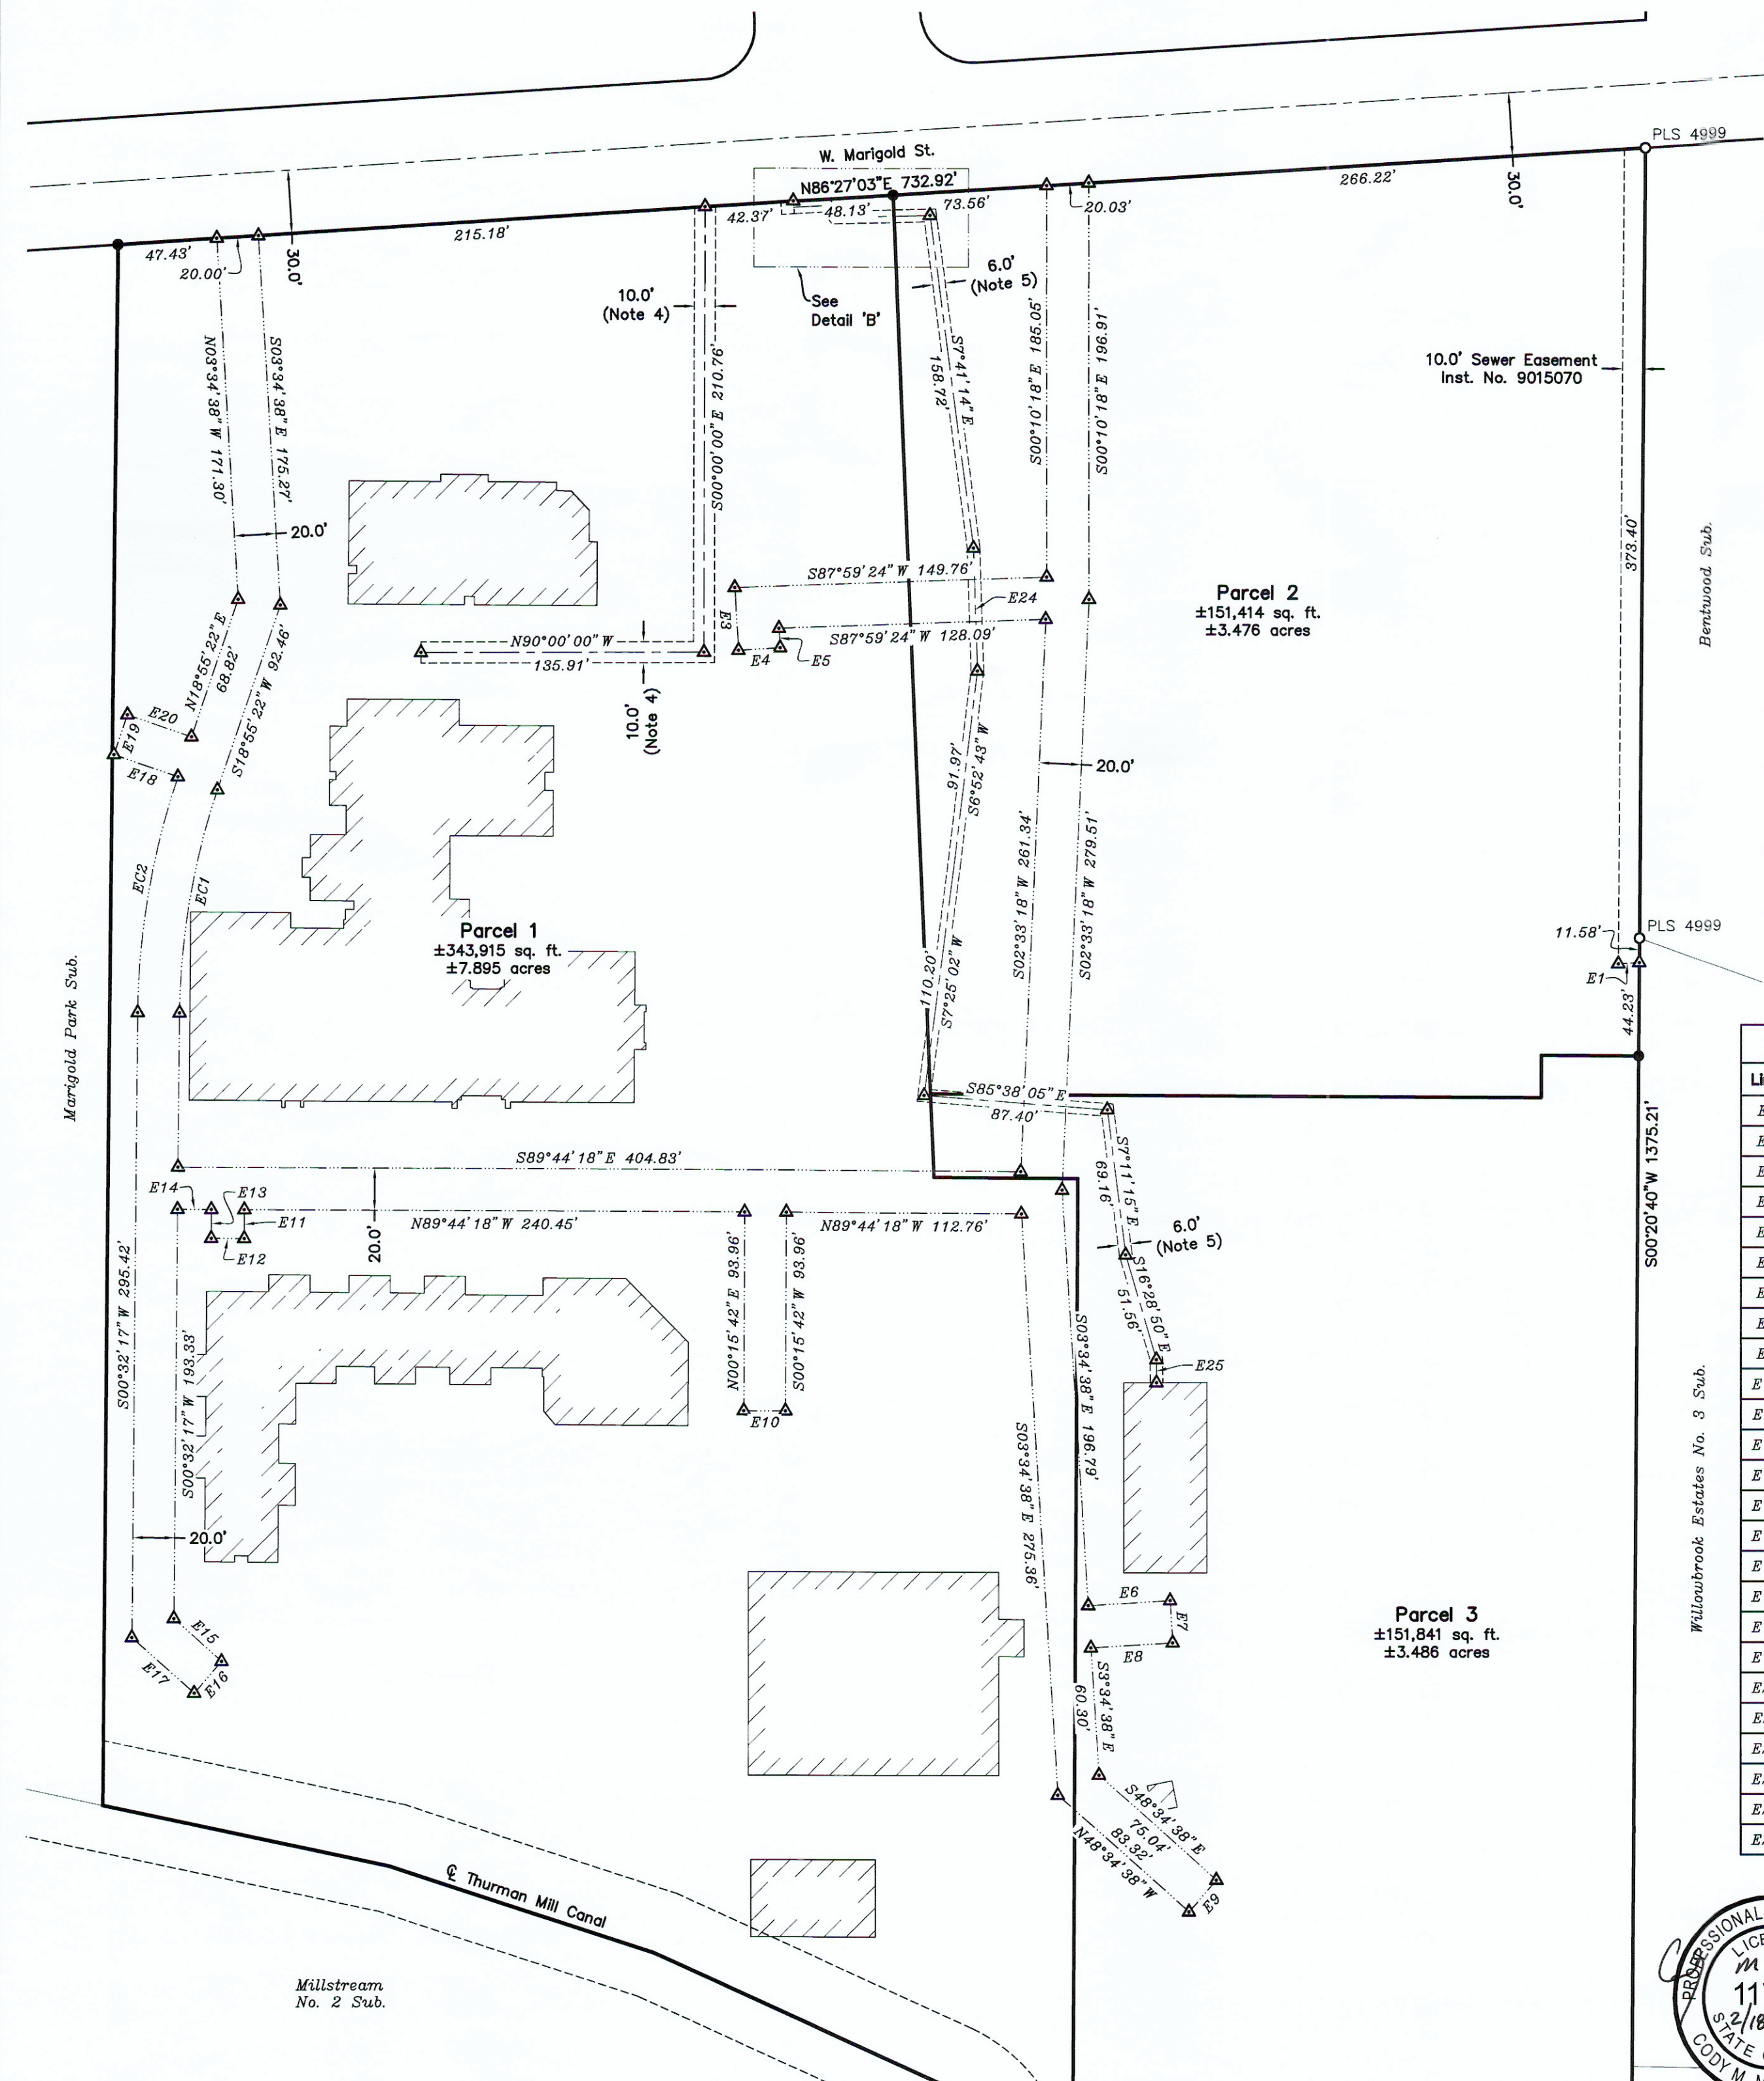 PLS 4999
W. Marigold St.
N86°27'03"E 732.92'
266.22'
30.0'
20.03'
73.56'
48.13'
42.37'
215.18'
47.43'
20.00'
30.0'
6.0'
(Note 5)
10.0'
(Note 4)
See
Detail 'B'
N03°34'38"W 171.30'
S03°34'38"E 175.27'
S00°00'00"E 210.76'
S7°41'14"E
158.72'
S00°10'18"E 185.05'
S00°10'18"E 196.91'
10.0' Sewer Easement
Inst. No. 9015070
373.40'
Bentwood Sub.
20.0'
S87°59'24"W 149.76'
E24
Parcel 2
±151,414 sq. ft.
±3.476 acres
E3
N90°00'00"W
135.91'
S87°59'24"W 128.09'
E4
E5
N18°55'22"E
68.82'
S18°55'22"W 92.46'
10.0'
(Note 4)
E20
E19
E18
91.97'
S6°52'43"W
20.0'
S02°33'18"W 261.34'
S02°33'18"W 279.51'
EC2
EC1
Parcel 1
±343,915 sq. ft.
±7.895 acres
110.20'
S7°25'02"W
11.58'
PLS 4999
E1
44.23'
Marigold Park Sub.
S85°38'05"E
87.40'
S89°44'18"E 404.83'
S7°11'15"E
69.16'
S00°20'40"W 1375.21'
E14
E13
E11
E12
N89°44'18"W 240.45'
N89°44'18"W 112.76'
20.0'
6.0'
(Note 5)
S00°32'17"W 295.42'
S00°32'17"W 193.33'
N00°15'42"E 93.96'
S00°15'42"W 93.96'
S16°28'50"E
51.56'
E25
E10
S03°34'38"E 196.79'
S03°34'38"E 275.36'
20.0'
Willowbrook Estates No. 3 Sub.
E6
E7
E8
Parcel 3
±151,841 sq. ft.
±3.486 acres
E15
E16
E17
S3°34'38"E
60.30'
S48°34'38"E
75.04'
83.32'
N48°34'38"W
E9
℄ Thurman Mill Canal
Millstream
No. 2 Sub.